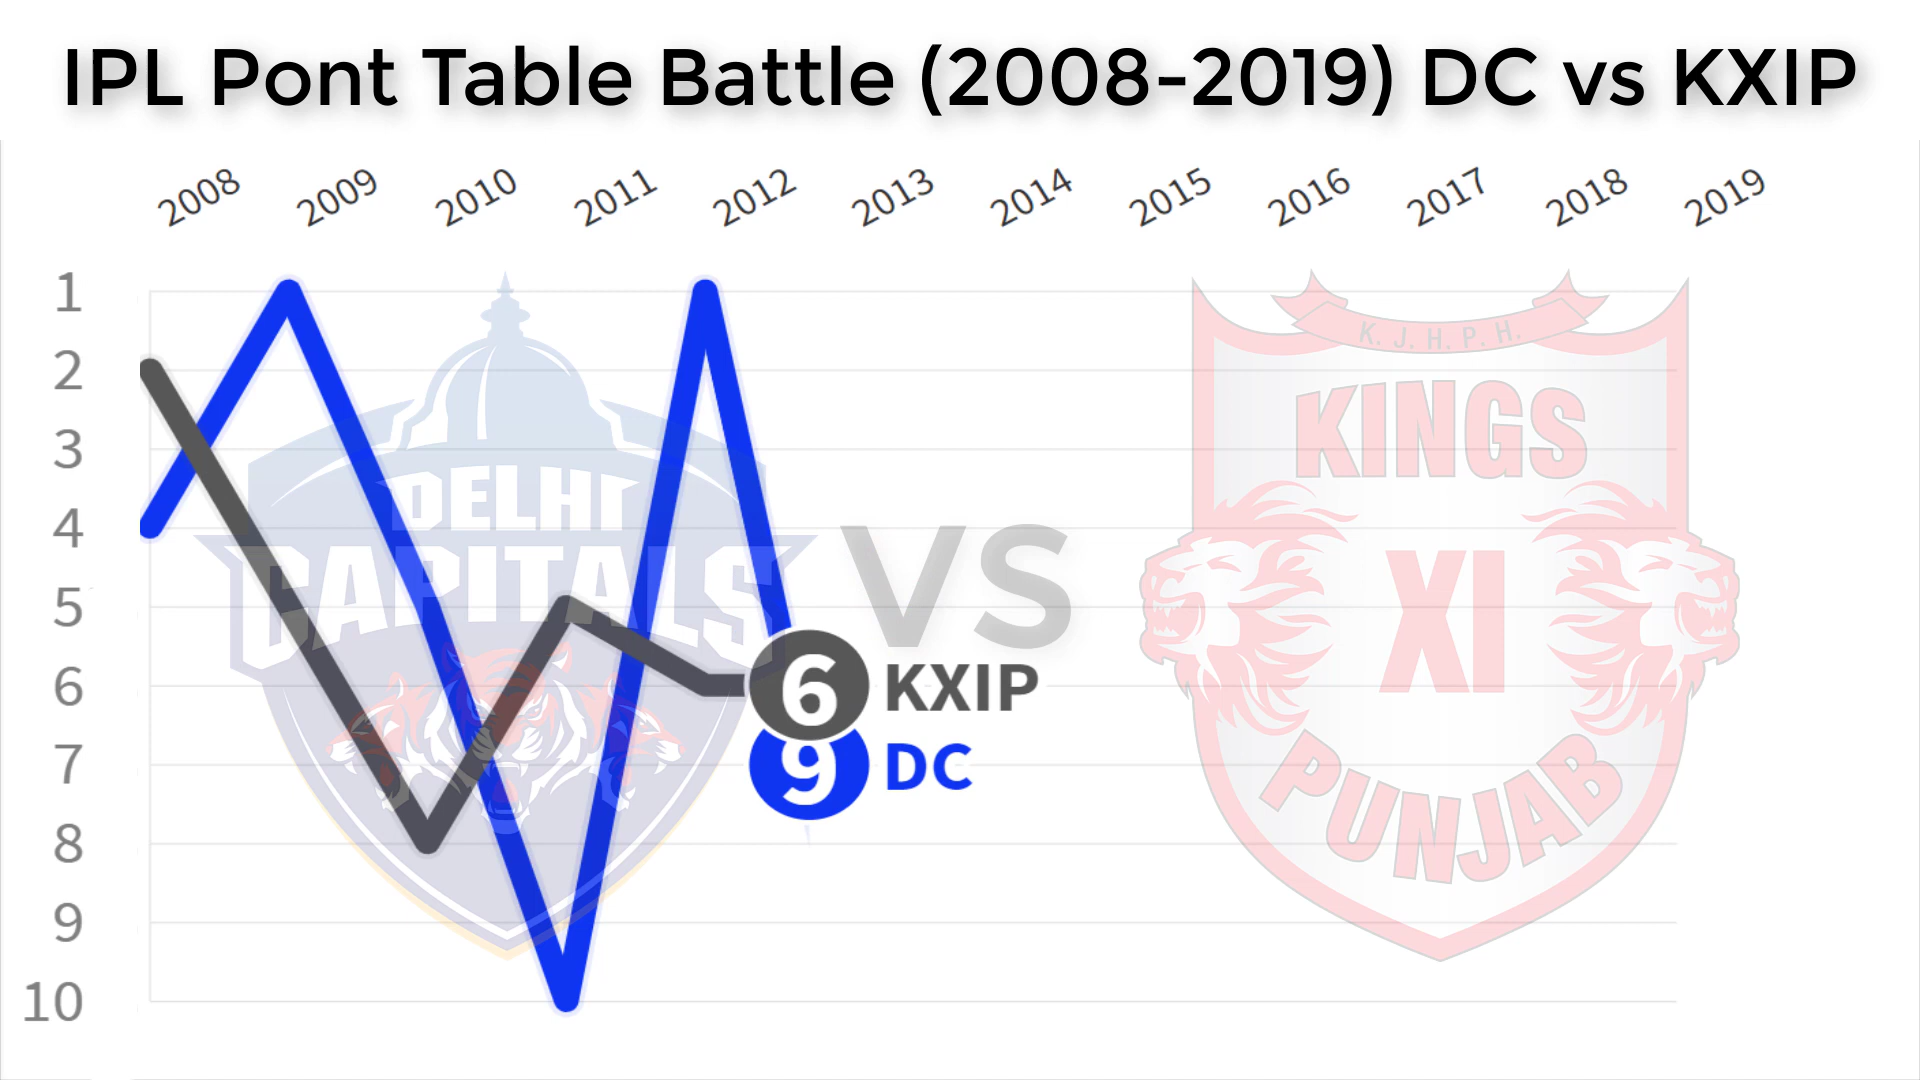 IPL Pont Table Battle (2008-2019) DC vs KXIP
2008 2009 2010 2011 2012 2013 2014 2015 2016 2017 2018 2019
1
2
3
4
5
6
7
8
9
10
DELHI
CAPITALS
VS
6 KXIP
9 DC
K. J. H. P. H.
KINGS
XI
PUNJAB